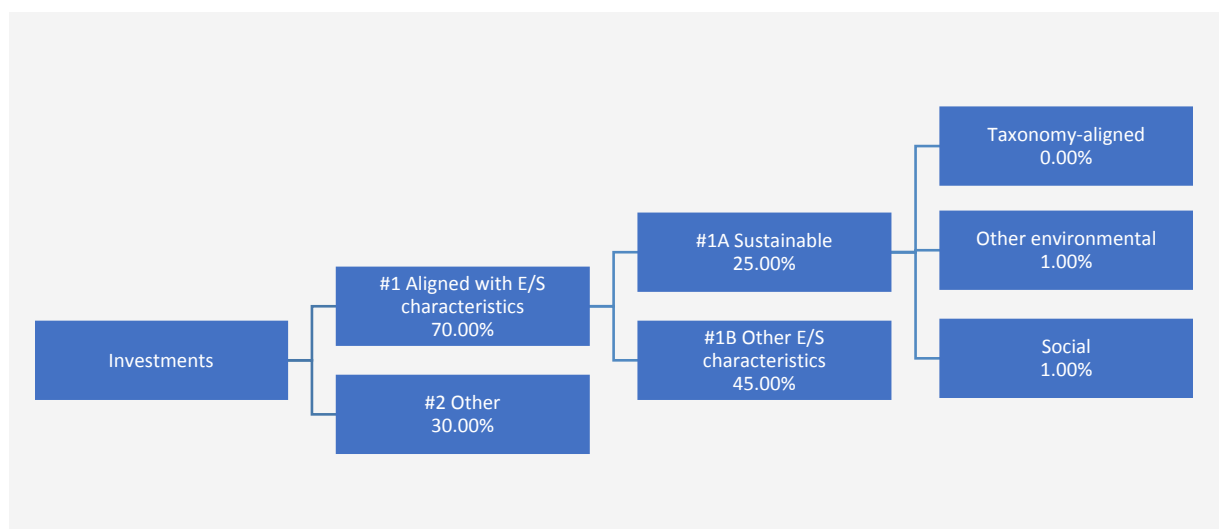 Investments
#1 Aligned with E/S
characteristics
70.00%
#2 Other
30.00%
#1A Sustainable
25.00%
#1B Other E/S
characteristics
45.00%
Taxonomy-aligned
0.00%
Other environmental
1.00%
Social
1.00%